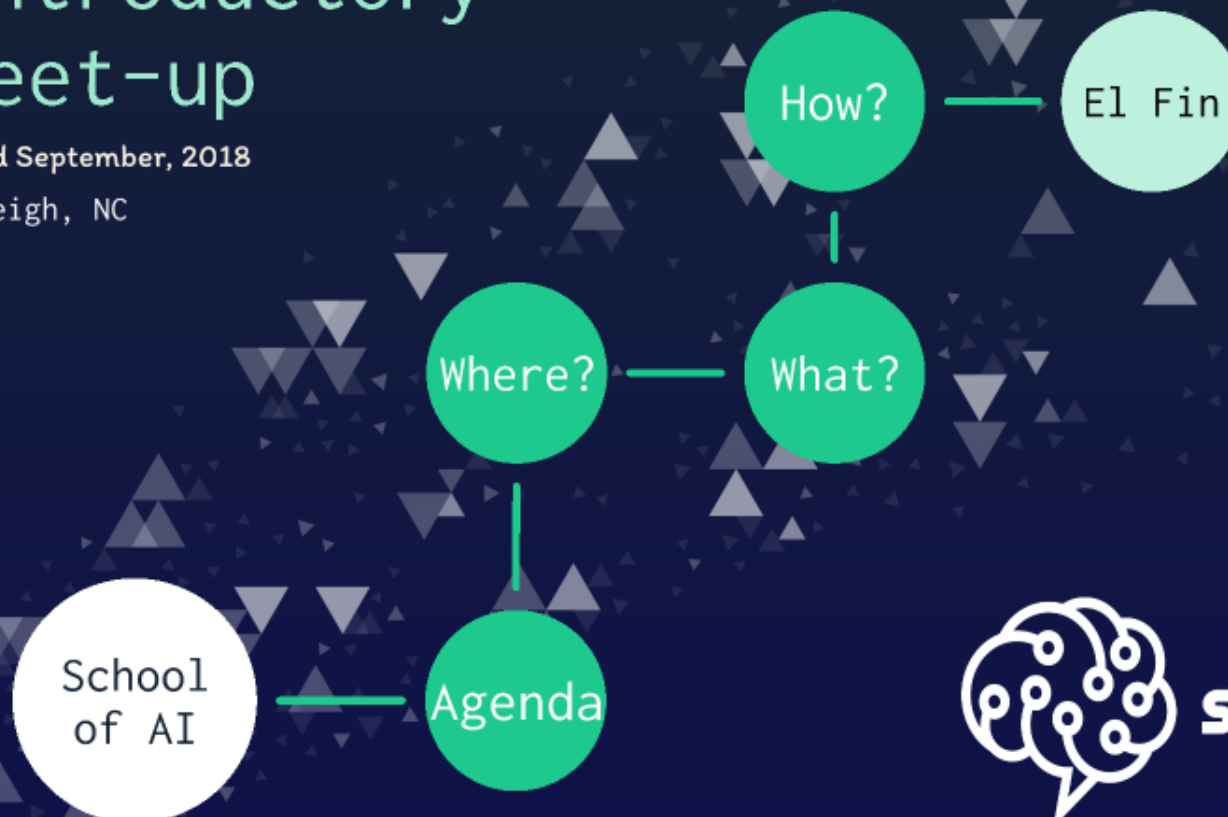 eet-up
September, 2018
eigh, NC
How?
El Fin
Where?
What?
School
of AI
Agenda
s